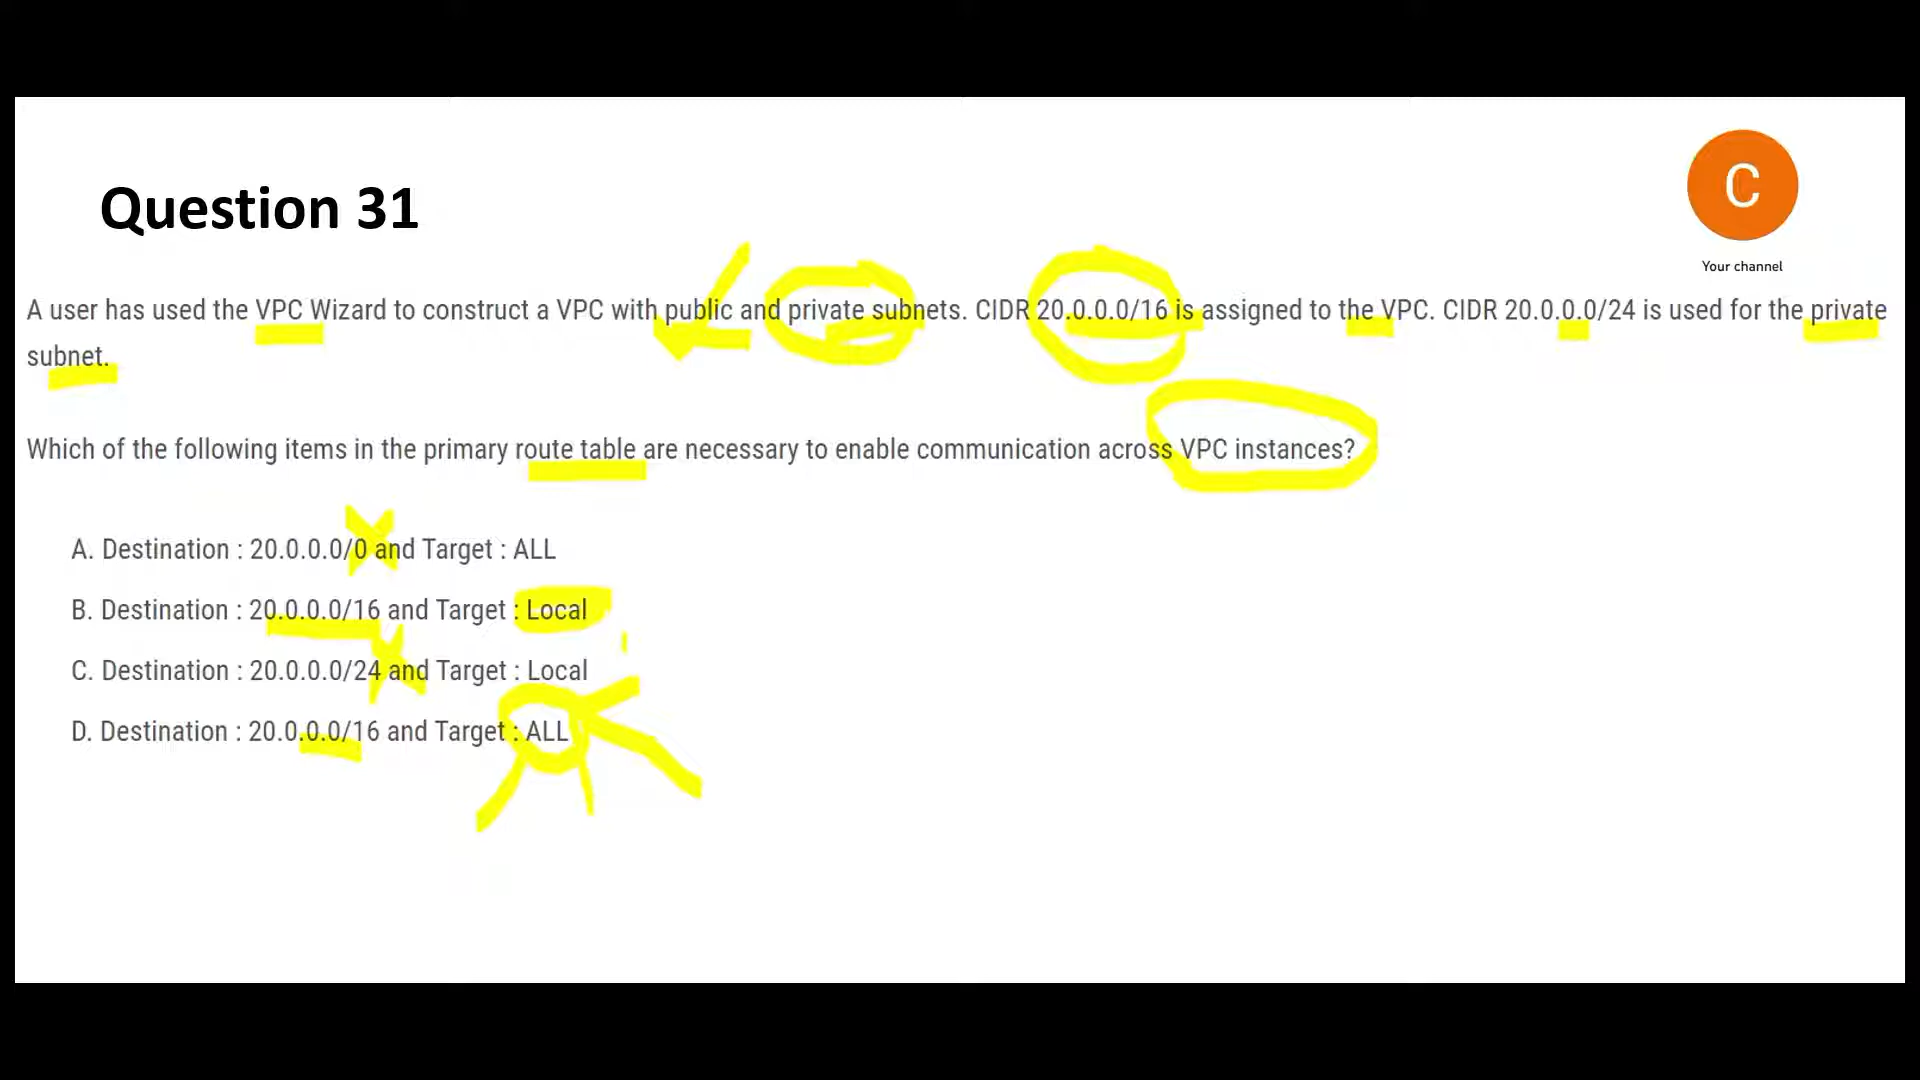 C
Your channel
Question 31
A user has used the VPC Wizard to construct a VPC with public and private subnets. CIDR 20.0.0.0/16 is assigned to the VPC. CIDR 20.0.0.0/24 is used for the private
subnet.
Which of the following items in the primary route table are necessary to enable communication across VPC instances?
A. Destination : 20.0.0.0/0 and Target : ALL
B. Destination : 20.0.0.0/16 and Target : Local
C. Destination : 20.0.0.0/24 and Target : Local
D. Destination : 20.0.0.0/16 and Target : ALL